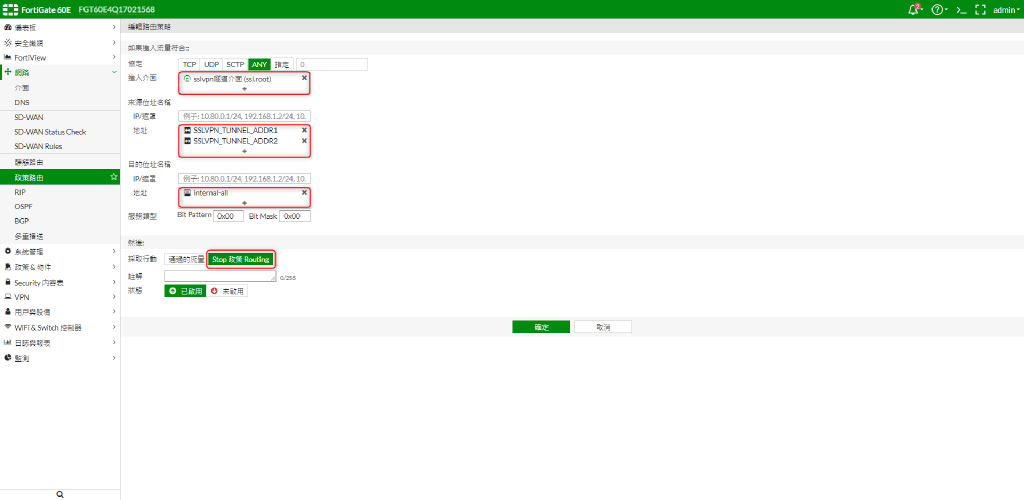 FortiGate 60E FGT60E4Q17021568
2
admin
儀表板
安全織網
FortiView
網路
介面
DNS
SD-WAN
SD-WAN Status Check
SD-WAN Rules
靜態路由
政策路由
RIP
OSPF
BGP
多重播送
系統管理
政策 & 物件
Security 內容表
VPN
用戶與設備
WiFi & Switch 控制器
日誌與報表
監測
編輯路由策略
如果進入流量符合::
協定 TCP UDP SCTP ANY 指定 0
進入介面 sslvpn隧道介面 (ssl.root)
+
來源位址名稱
IP/遮罩 例子: 10.80.0.1/24, 192.168.1.2/24, 10.
地址 SSLVPN_TUNNEL_ADDR1
SSLVPN_TUNNEL_ADDR2
+
目的位址名稱
IP/遮罩 例子: 10.80.0.1/24, 192.168.1.2/24, 10.
地址 internal-all
+
服務類型 Bit Pattern 0x00 Bit Mask 0x00
然後:
採取行動 通過的流量 Stop 政策 Routing
註解 0/255
狀態 已啟用 未啟用
確定 取消